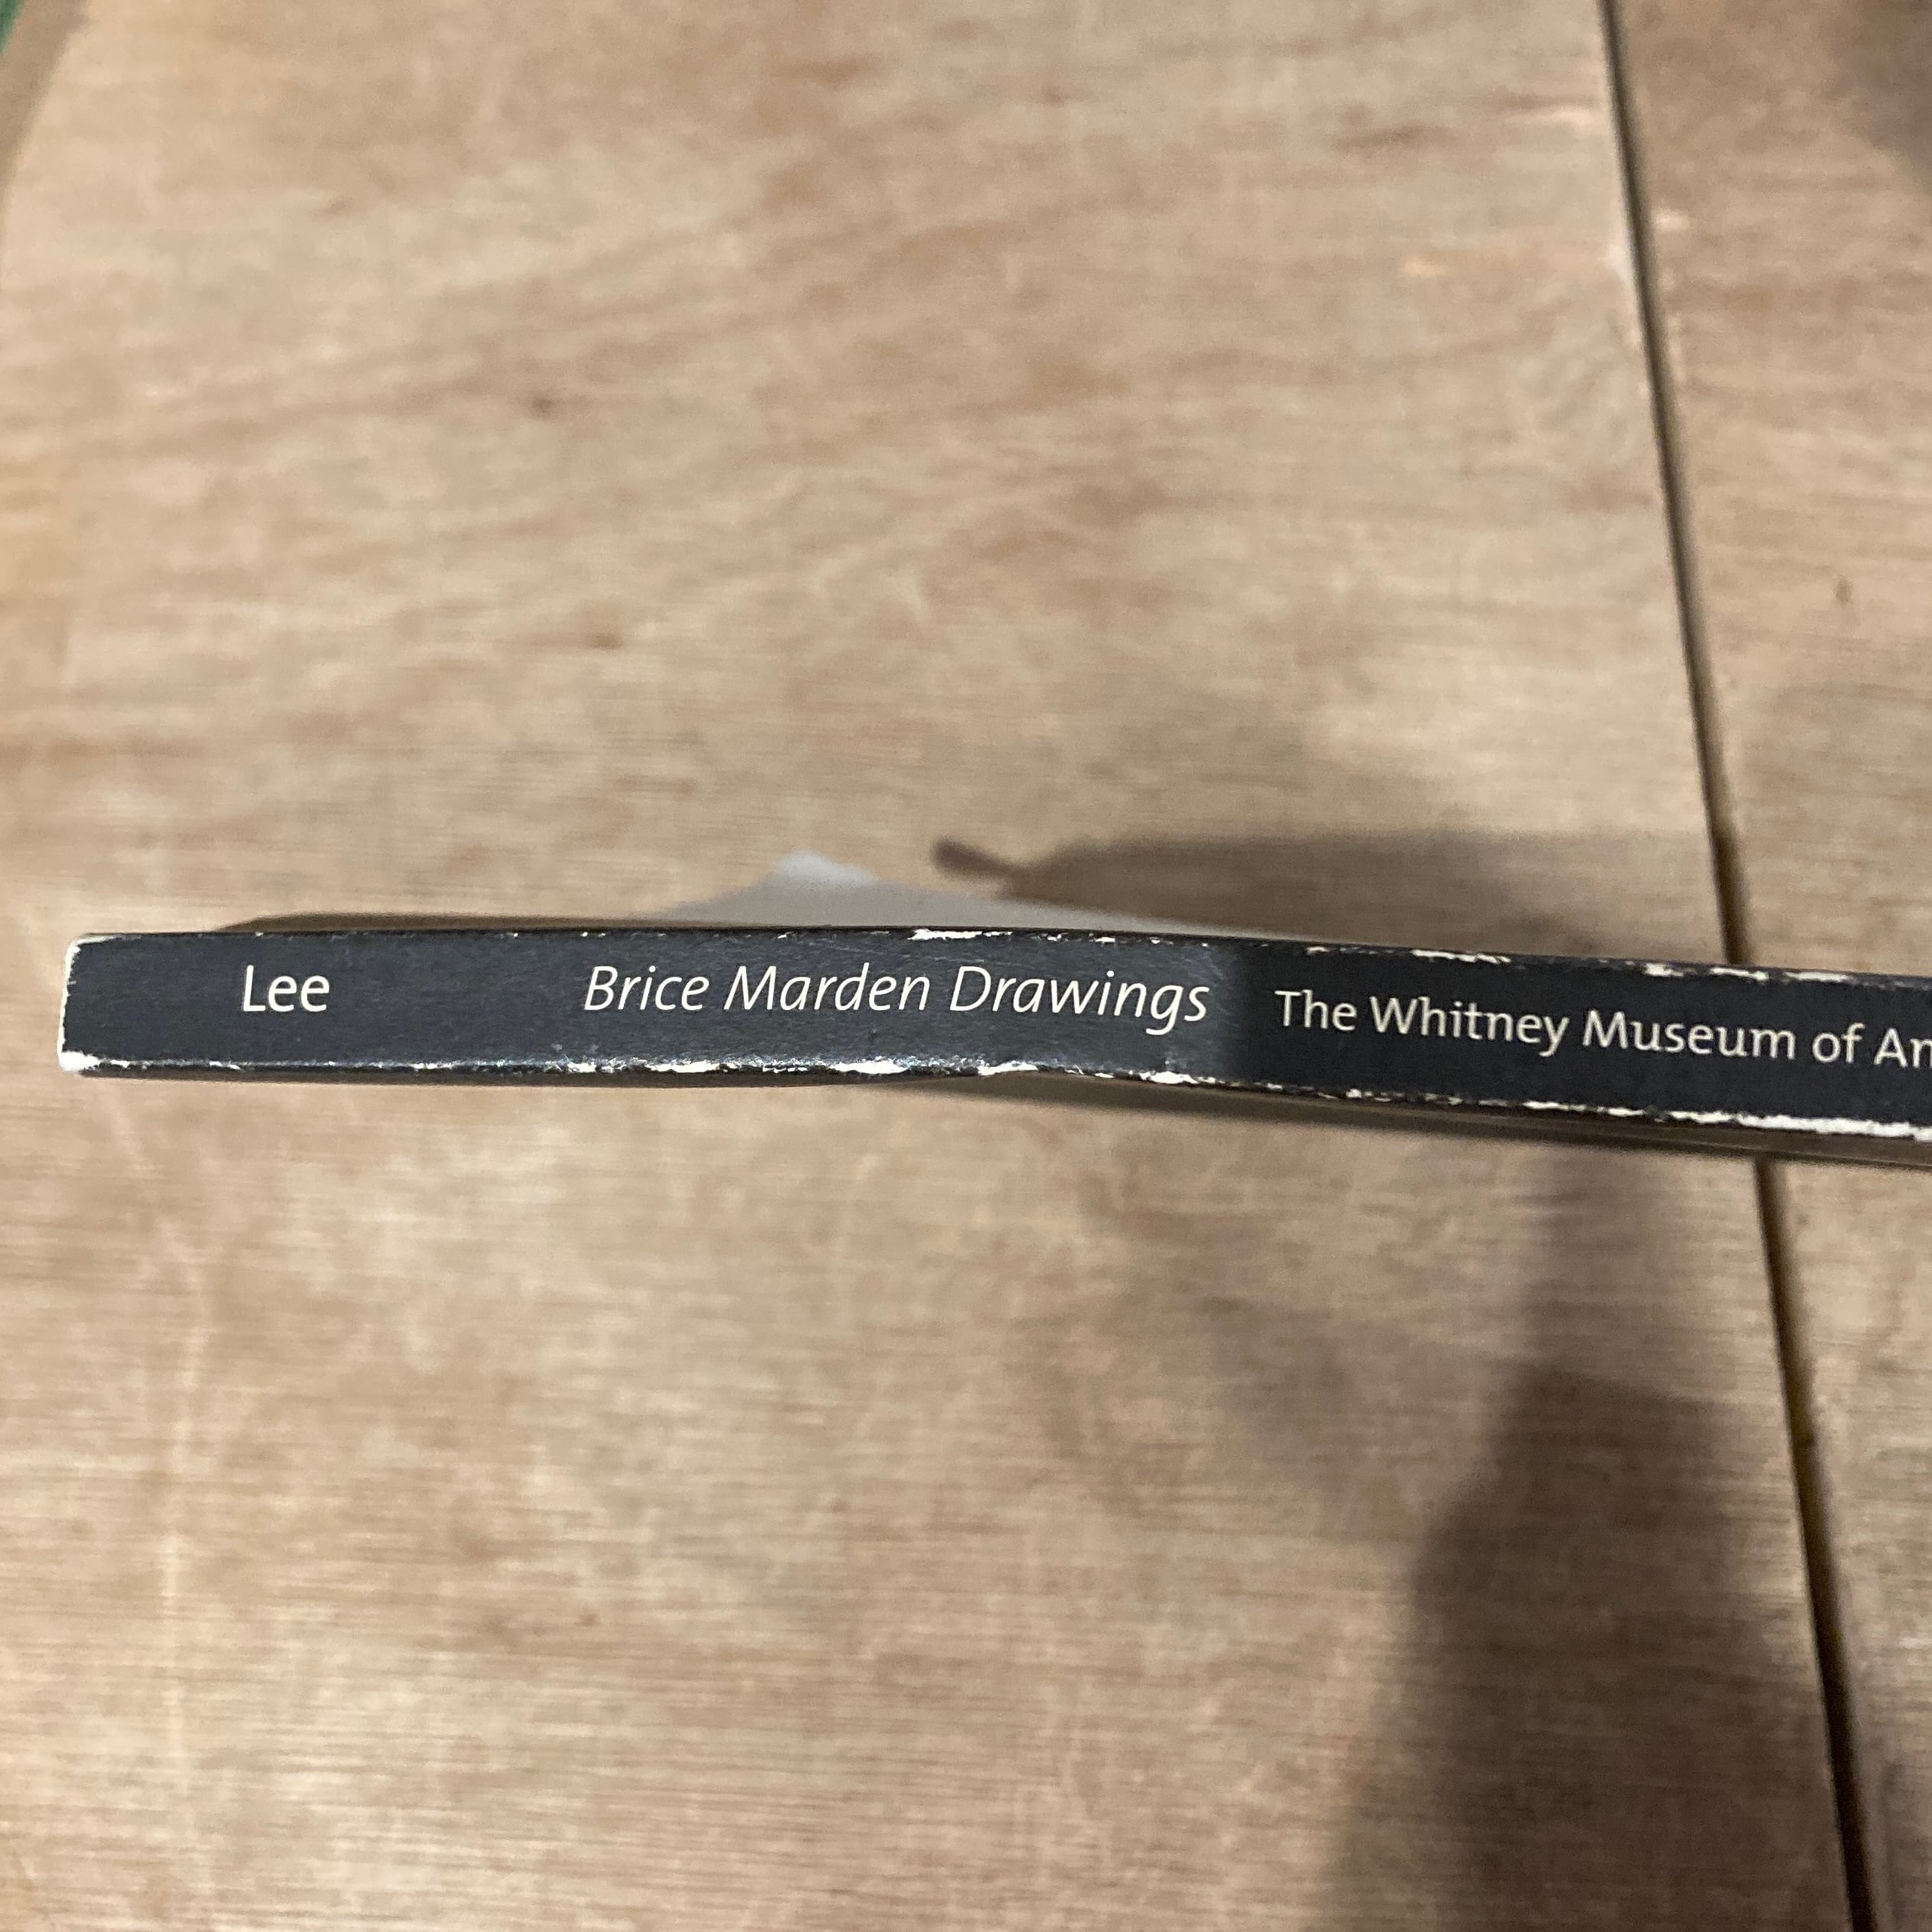 Lee Brice Marden Drawings The Whitney Museum of